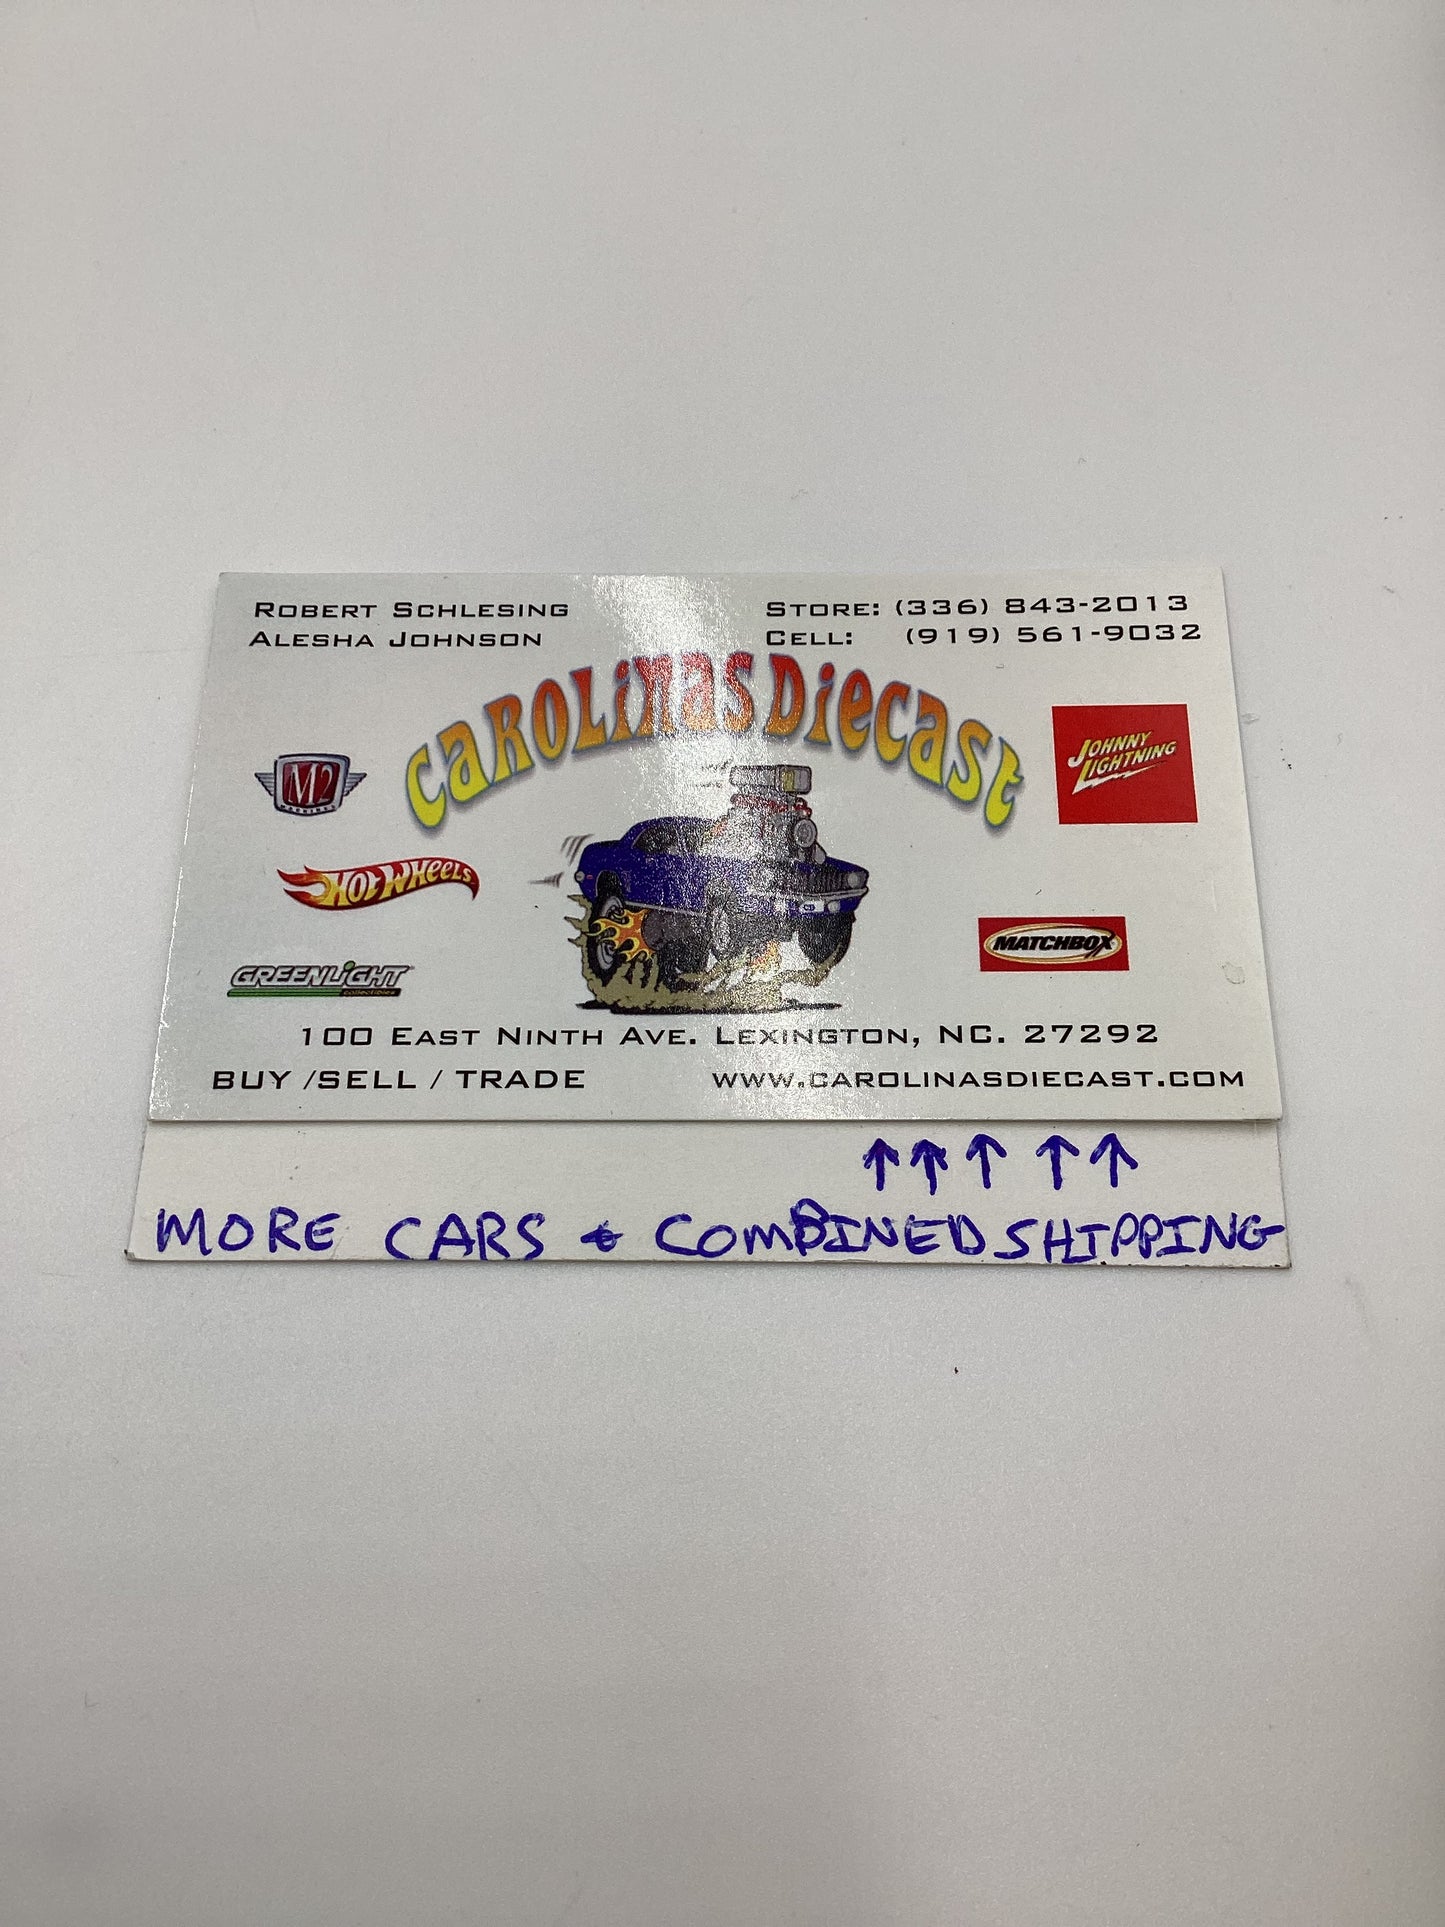 Robert Schlesing
Alesha Johnson
Store: (336) 843-2013
Cell: (919) 561-9032
Carolinas Diecast
M2
MACHINES
Johnny
Lightning
Hot Wheels
MATCHBOX
GREENLiGHT
collectibles
100 East Ninth Ave. Lexington, NC. 27292
BUY /SELL / TRADE
www.carolinasdiecast.com
↑↑↑ ↑↑
MORE CARS & COMBINED SHIPPING